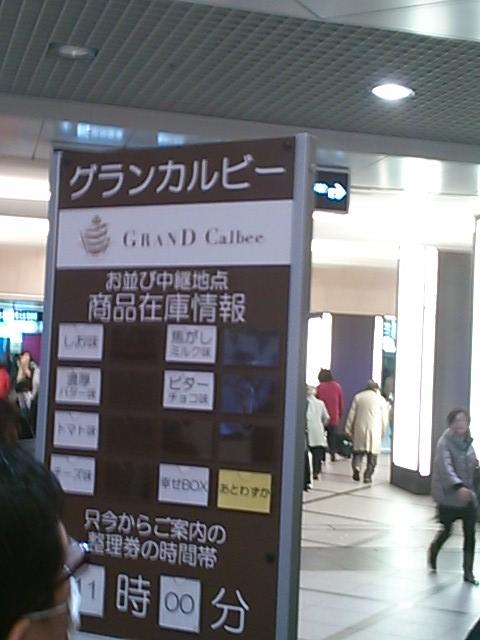 グランカルビー
GRAND Calbee
お並び中継地点
商品在庫情報
しお味
焦がしミルク味
濃厚バター味
ビターチョコ味
トマト味
チーズ味
幸せBOX
あとわずか
只今からご案内の
整理券の時間帯
1時00分